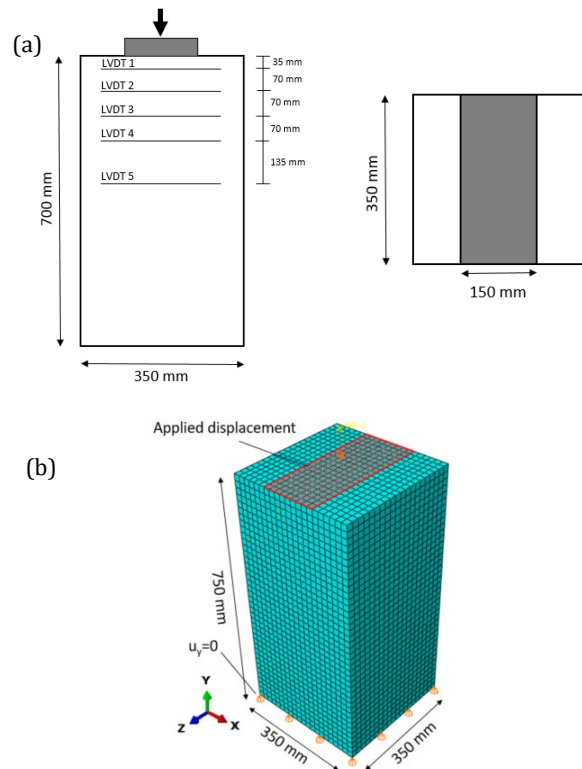 (a)
LVDT 1
LVDT 2
LVDT 3
LVDT 4
LVDT 5
35 mm
70 mm
70 mm
70 mm
135 mm
700 mm
350 mm
350 mm
150 mm
(b)
Applied displacement
750 mm
uy=0
Y
Z
X
350 mm
350 mm